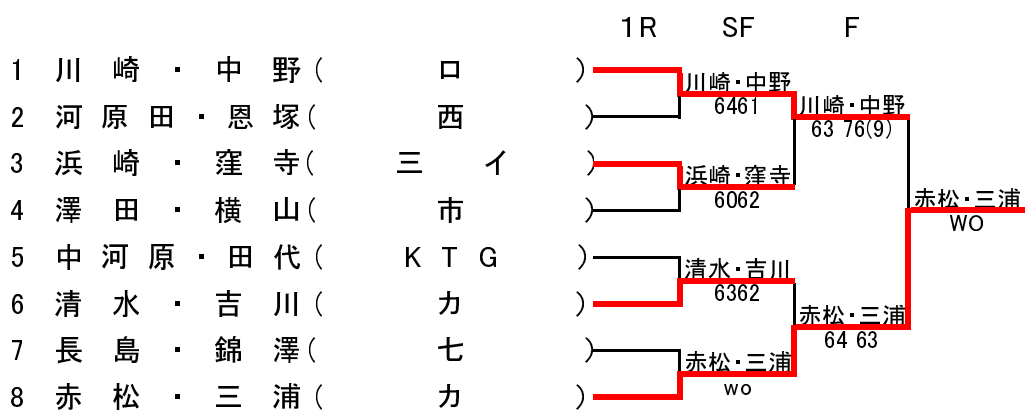 1R SF F
1 川 崎 ・ 中 野 ( ロ )
川崎・中野
6461
2 河 原 田 ・ 恩 塚 ( 西 )
川崎・中野
63 76(9)
3 浜 崎 ・ 窪 寺 ( 三 イ )
浜崎・窪寺
6062
4 澤 田 ・ 横 山 ( 市 )
赤松・三浦
WO
5 中 河 原 ・ 田 代 ( K T G )
清水・吉川
6362
6 清 水 ・ 吉 川 ( カ )
赤松・三浦
64 63
7 長 島 ・ 錦 澤 ( 七 )
赤松・三浦
wo
8 赤 松 ・ 三 浦 ( カ )